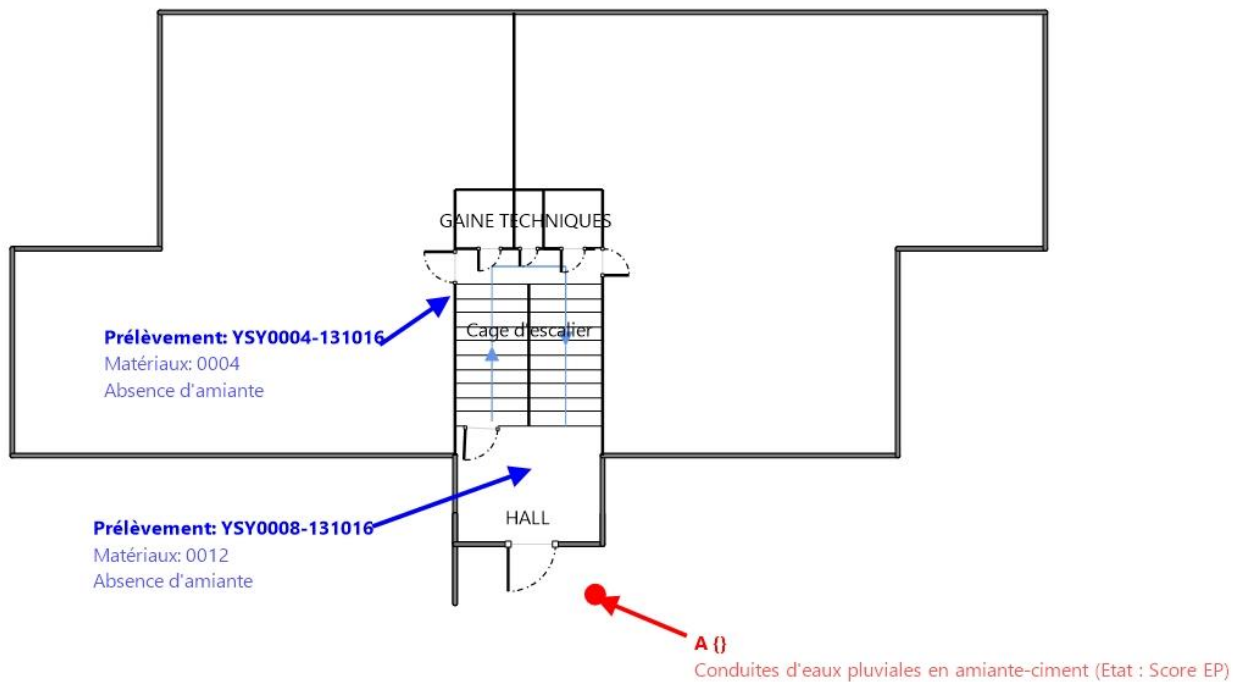 GAINE TECHNIQUES
Prélèvement: YSY0004-131016
Matériaux: 0004
Absence d'amiante
Cage d'escalier
Prélèvement: YSY0008-131016
Matériaux: 0012
Absence d'amiante
HALL
A {}
Conduites d'eaux pluviales en amiante-ciment (Etat : Score EP)